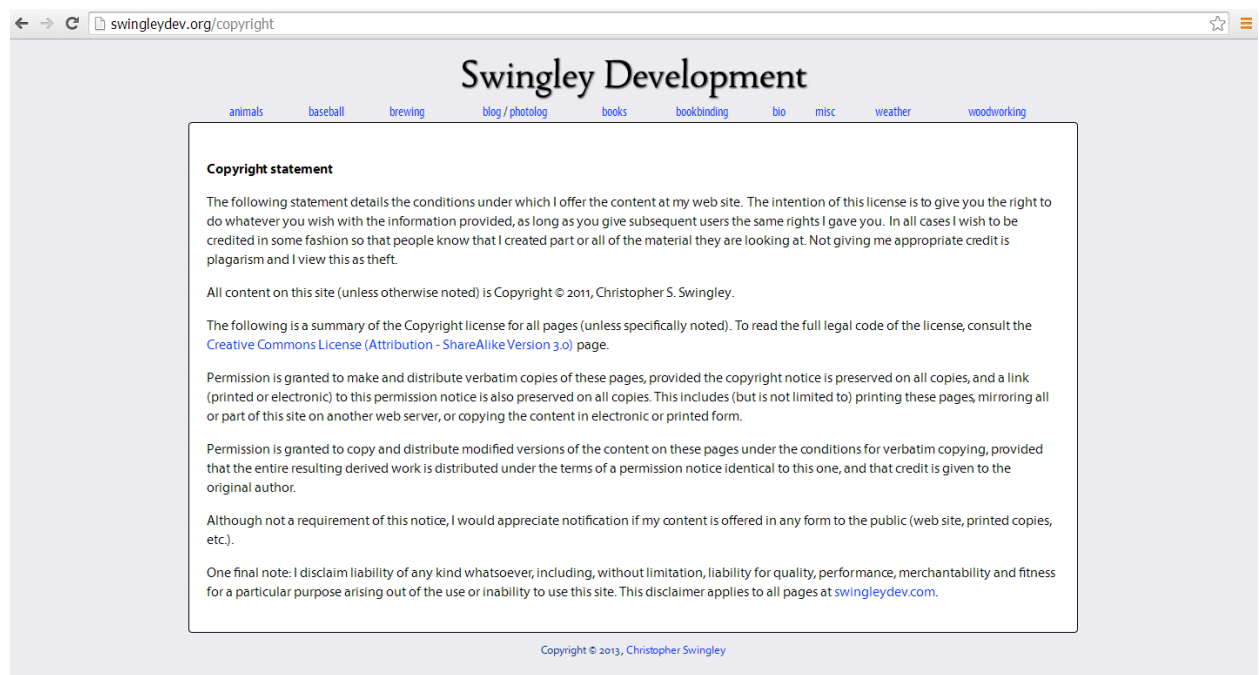 swingleydev.org/copyright
Swingley Development
animals baseball brewing blog / photolog books bookbinding bio misc weather woodworking
Copyright statement
The following statement details the conditions under which I offer the content at my web site. The intention of this license is to give you the right to
do whatever you wish with the information provided, as long as you give subsequent users the same rights I gave you. In all cases I wish to be
credited in some fashion so that people know that I created part or all of the material they are looking at. Not giving me appropriate credit is
plagarism and I view this as theft.
All content on this site (unless otherwise noted) is Copyright © 2011, Christopher S. Swingley.
The following is a summary of the Copyright license for all pages (unless specifically noted). To read the full legal code of the license, consult the
Creative Commons License (Attribution - ShareAlike Version 3.0) page.
Permission is granted to make and distribute verbatim copies of these pages, provided the copyright notice is preserved on all copies, and a link
(printed or electronic) to this permission notice is also preserved on all copies. This includes (but is not limited to) printing these pages, mirroring all
or part of this site on another web server, or copying the content in electronic or printed form.
Permission is granted to copy and distribute modified versions of the content on these pages under the conditions for verbatim copying, provided
that the entire resulting derived work is distributed under the terms of a permission notice identical to this one, and that credit is given to the
original author.
Although not a requirement of this notice, I would appreciate notification if my content is offered in any form to the public (web site, printed copies,
etc.).
One final note: I disclaim liability of any kind whatsoever, including, without limitation, liability for quality, performance, merchantability and fitness
for a particular purpose arising out of the use or inability to use this site. This disclaimer applies to all pages at swingleydev.com.
Copyright © 2013, Christopher Swingley